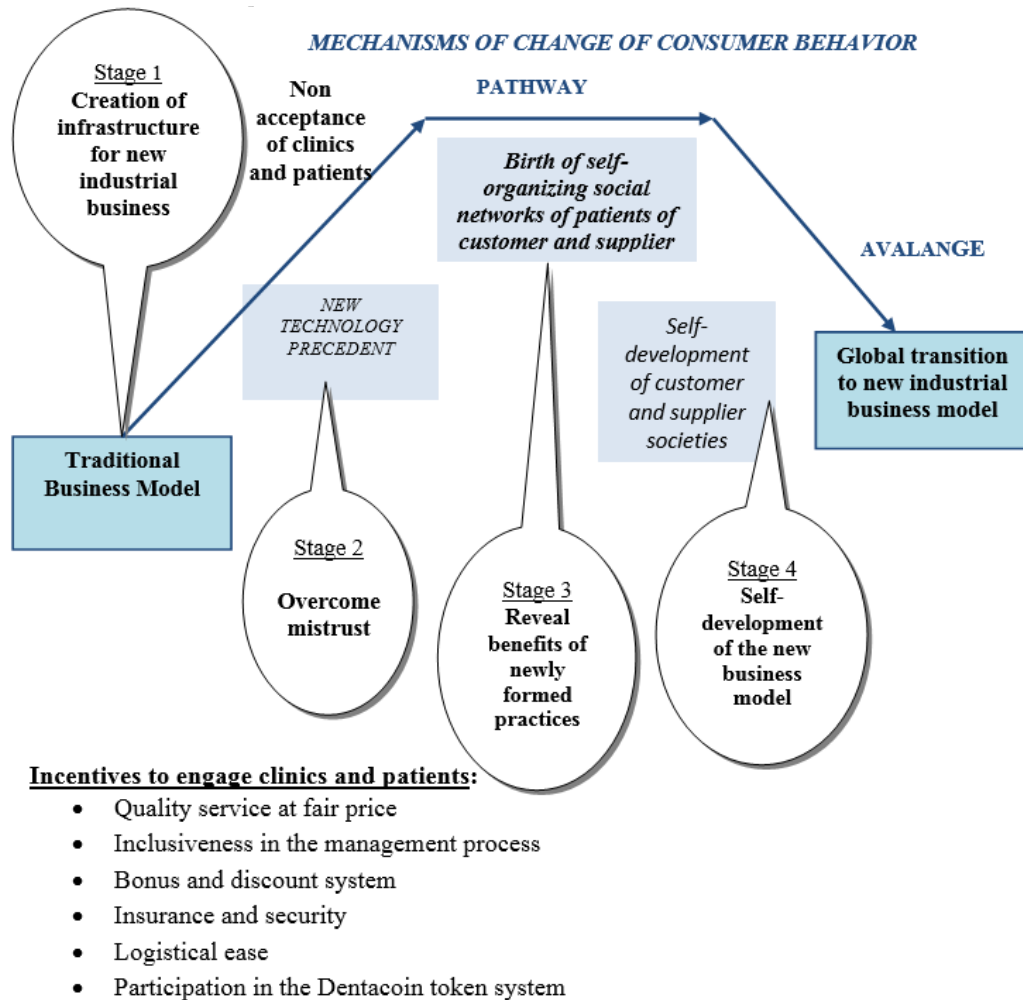 MECHANISMS OF CHANGE OF CONSUMER BEHAVIOR
Stage 1
Creation of
infrastructure
for new
industrial
business
Non
acceptance
of clinics
and patients
PATHWAY
Birth of self-
organizing social
networks of patients of
customer and supplier
AVALANGE
NEW
TECHNOLOGY
PRECEDENT
Self-
development
of customer
and supplier
societies
Global transition
to new industrial
business model
Traditional
Business Model
Stage 2
Overcome
mistrust
Stage 3
Reveal
benefits of
newly
formed
practices
Stage 4
Self-
development
of the new
business
model
Incentives to engage clinics and patients:
• Quality service at fair price
• Inclusiveness in the management process
• Bonus and discount system
• Insurance and security
• Logistical ease
• Participation in the Dentacoin token system